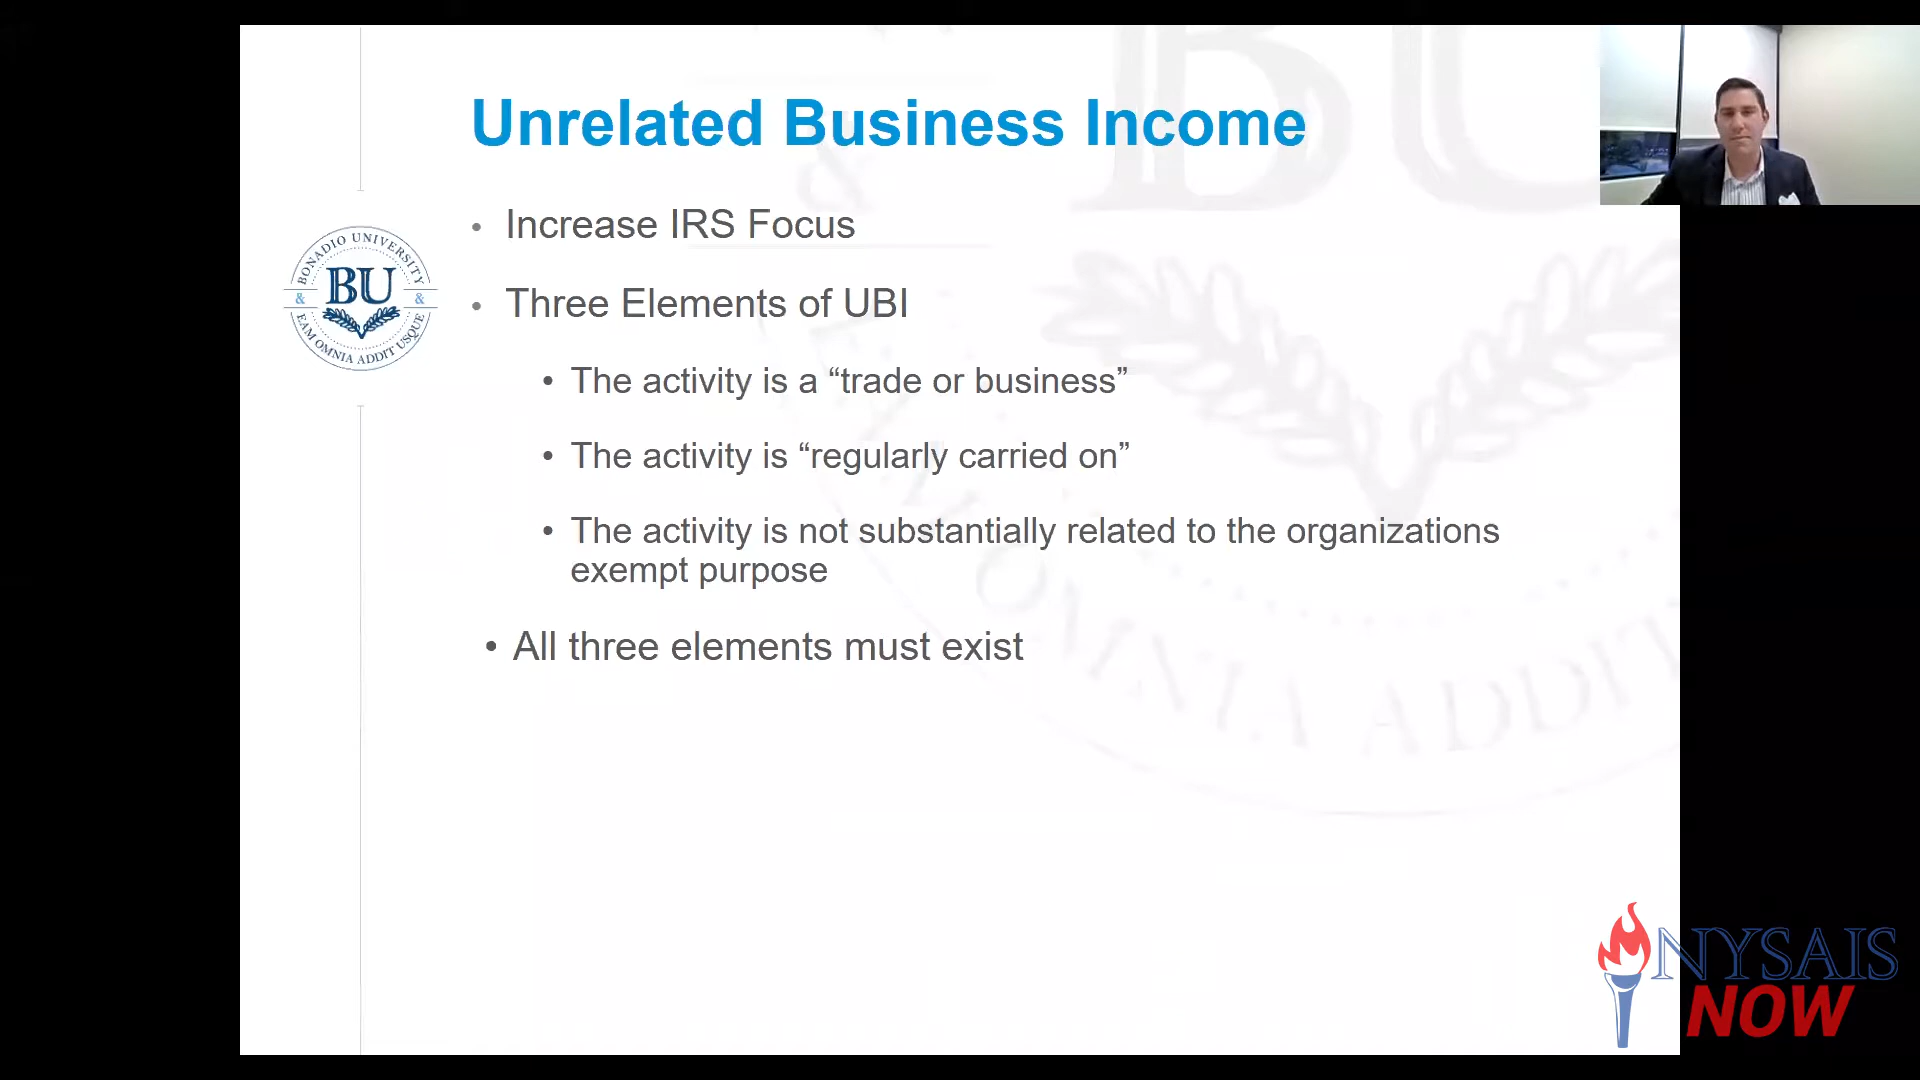 Unrelated Business Income
• Increase IRS Focus
• Three Elements of UBI
• The activity is a “trade or business”
• The activity is “regularly carried on”
• The activity is not substantially related to the organizations
exempt purpose
• All three elements must exist
BONADIO UNIVERSITY
& BU &
EAM OMNIA ADDIT USQUE
NYSAIS
NOW